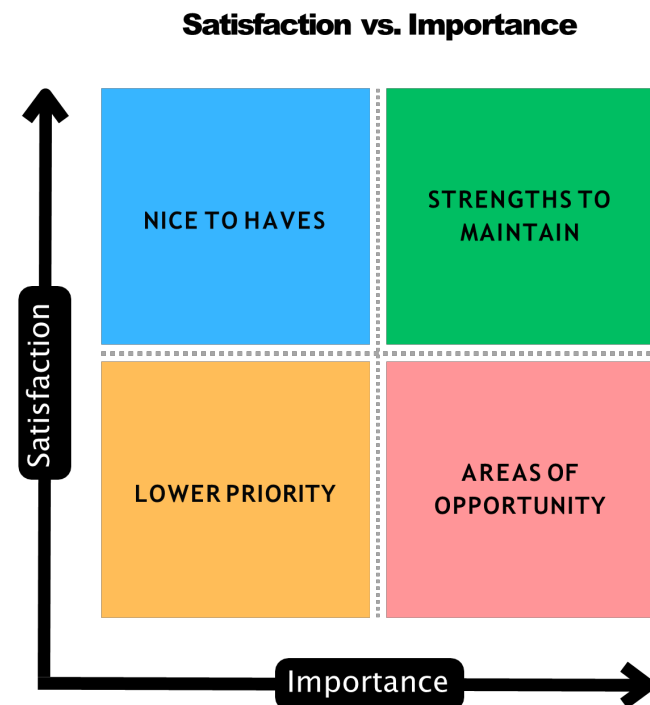 Satisfaction vs. Importance
NICE TO HAVES
STRENGTHS TO
MAINTAIN
Satisfaction
LOWER PRIORITY
AREAS OF
OPPORTUNITY
Importance